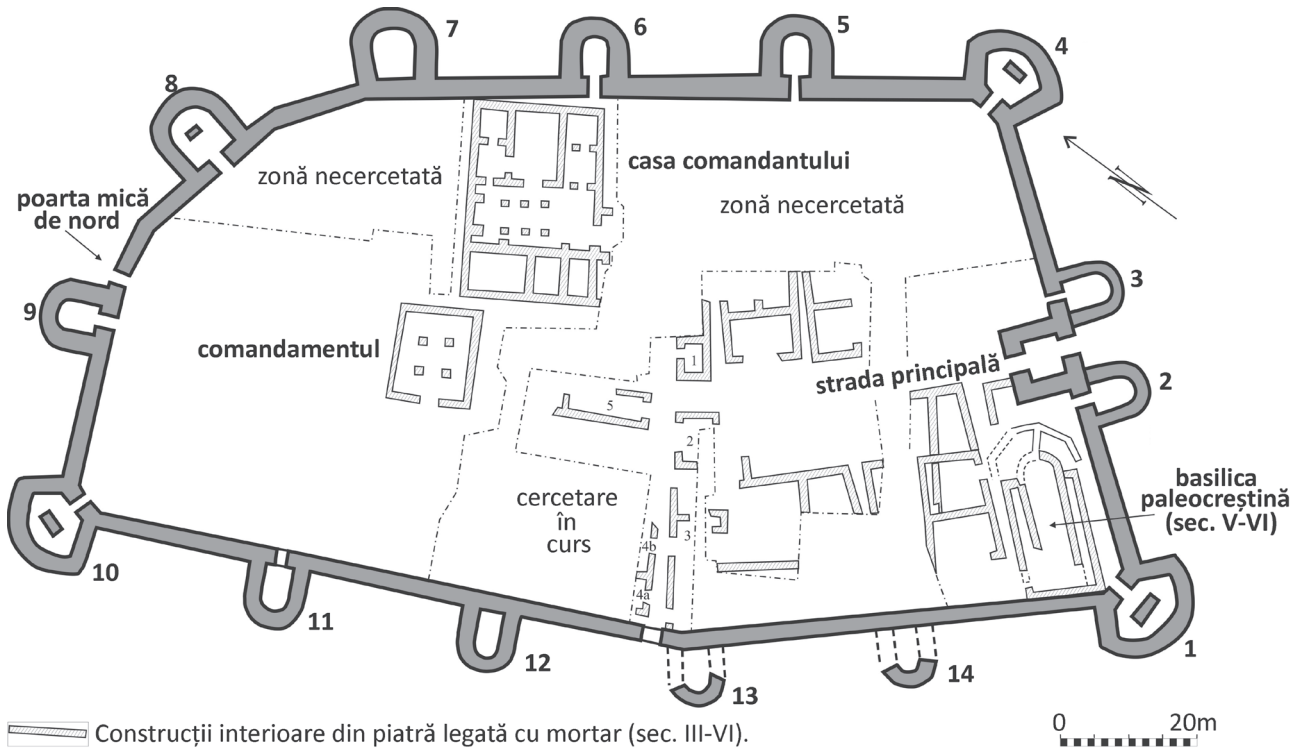 7
6
5
4
8
casa comandantului
zonă necercetată
zonă necercetată
N
poarta mică
de nord
3
9
comandamentul
1
strada principală
2
5
2
basilica
paleocreștină
(sec. V-VI)
cercetare
în
curs
3
4b
4a
10
11
12
13
14
1
Construcții interioare din piatră legată cu mortar (sec. III-VI).
0 20m